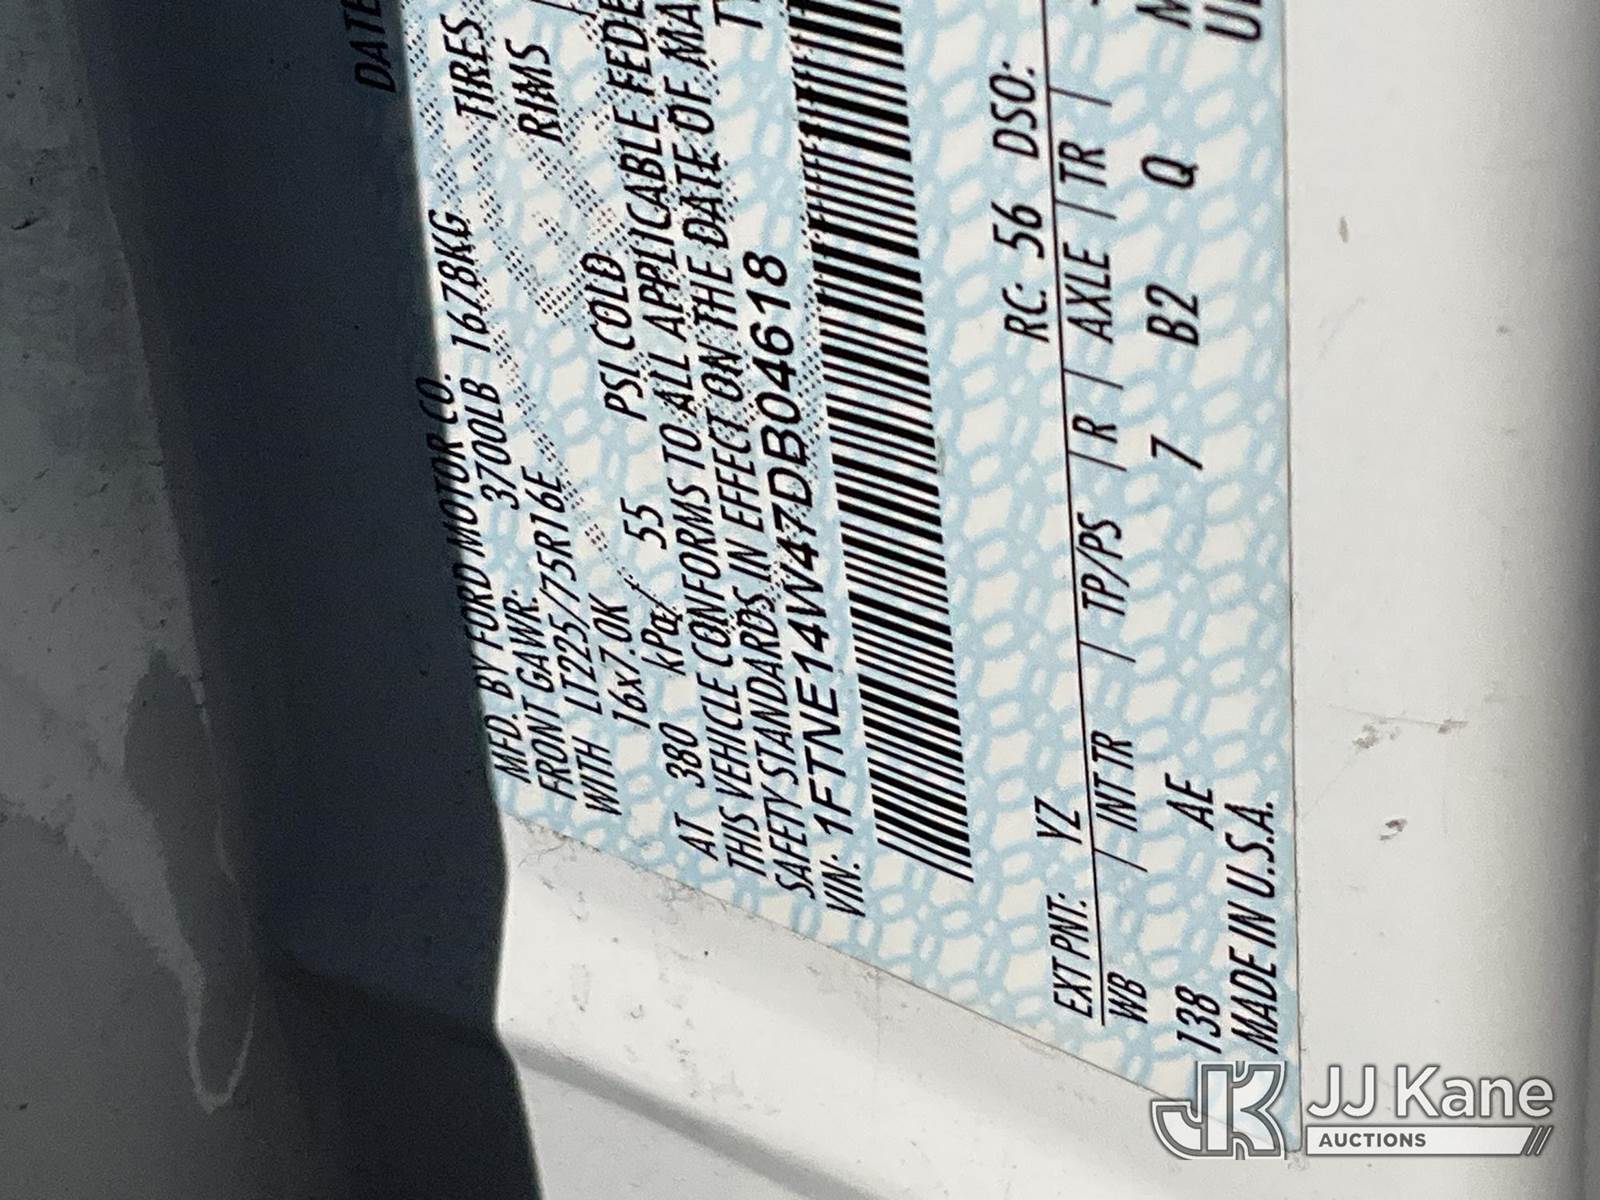 DATE
MFD. BY FORD MOTOR CO.
FRONT GAWR: 3700LB 1678KG
WITH LT225/75R16E TIRES
16x7.0K RIMS
AT 380 kPa/ 55 PSI COLD
THIS VEHICLE CONFORMS TO ALL APPLICABLE FEDE
SAFETY STANDARDS IN EFFECT ON THE DATE OF MA
VIN: 1FTNE14W47DB04618 TY
EXT PNT: YZ RC: 56 DSO:
WB / INT TR / TP/PS / R / AXLE / TR /
138 AE 7 B2 Q
MADE IN U.S.A.
JK JJ Kane
AUCTIONS